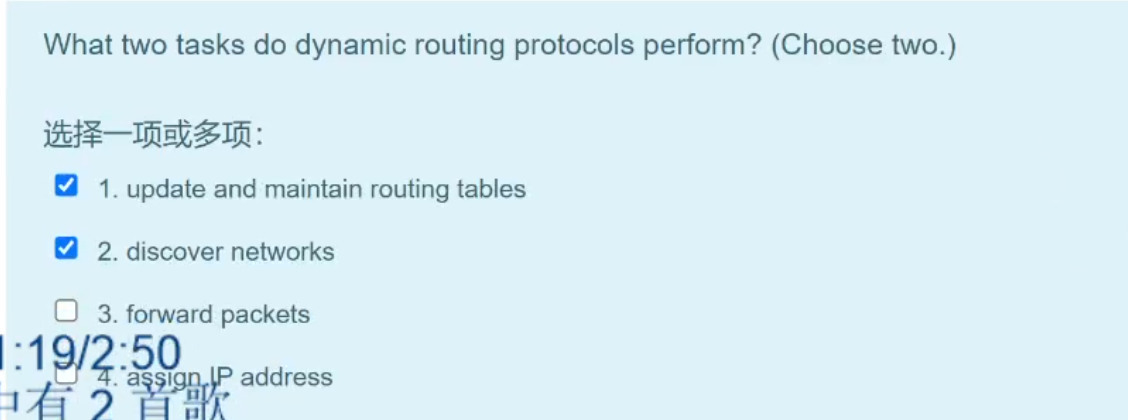 What two tasks do dynamic routing protocols perform? (Choose two.)
选择一项或多项:
1. update and maintain routing tables
2. discover networks
3. forward packets
1:19/2:50
4. assign IP address
中有 2 首歌